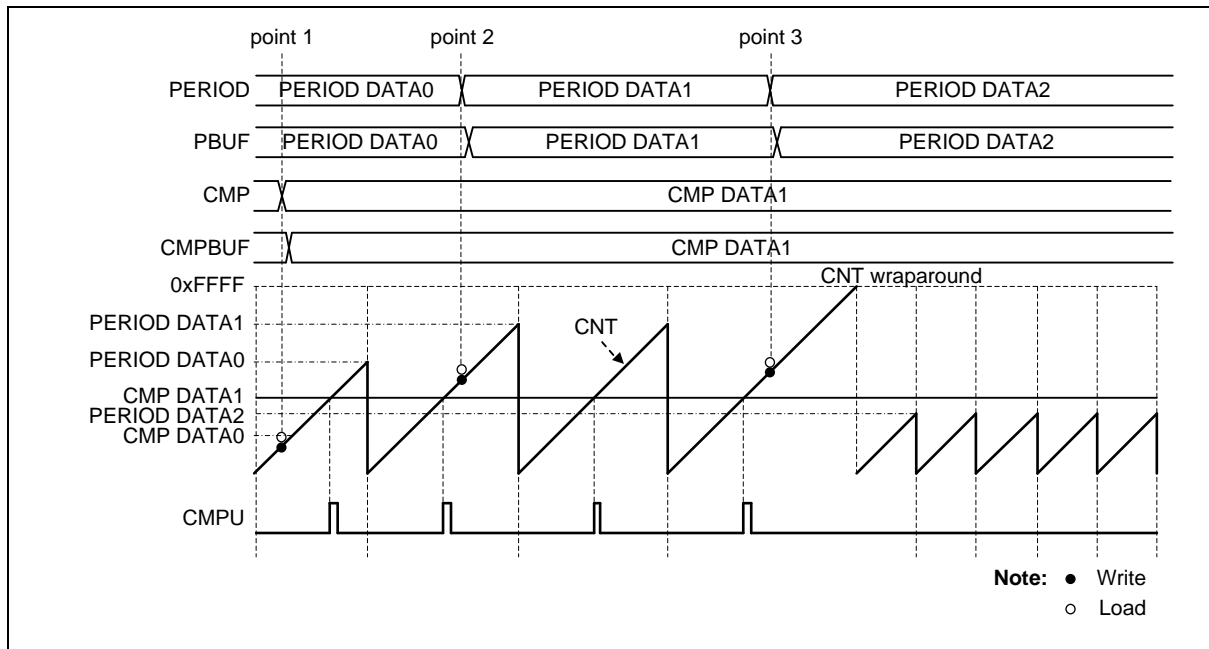 point 1 point 2 point 3
PERIOD PERIOD DATA0 PERIOD DATA1 PERIOD DATA2
PBUF PERIOD DATA0 PERIOD DATA1 PERIOD DATA2
CMP CMP DATA1
CMPBUF CMP DATA1
0xFFFF CNT wraparound
PERIOD DATA1
CNT
PERIOD DATA0
CMP DATA1
PERIOD DATA2
CMP DATA0
CMPU
Note: ● Write
○ Load